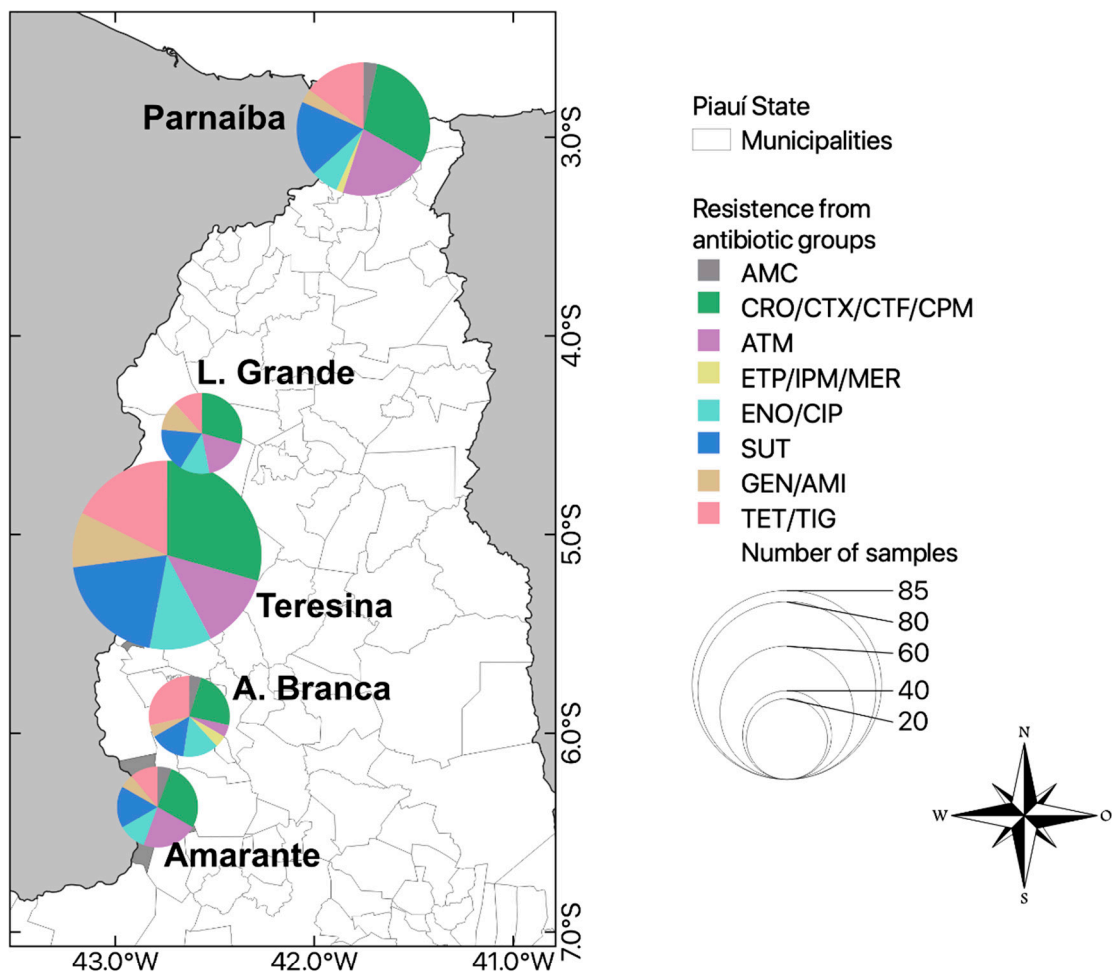 Parnaíba
L. Grande
Teresina
A. Branca
Amarante
3.0°S
4.0°S
5.0°S
6.0°S
7.0°S
43.0°W
42.0°W
41.0°W
Piauí State
Municipalities
Resistence from
antibiotic groups
AMC
CRO/CTX/CTF/CPM
ATM
ETP/IPM/MER
ENO/CIP
SUT
GEN/AMI
TET/TIG
Number of samples
85
80
60
40
20
N
W
O
S